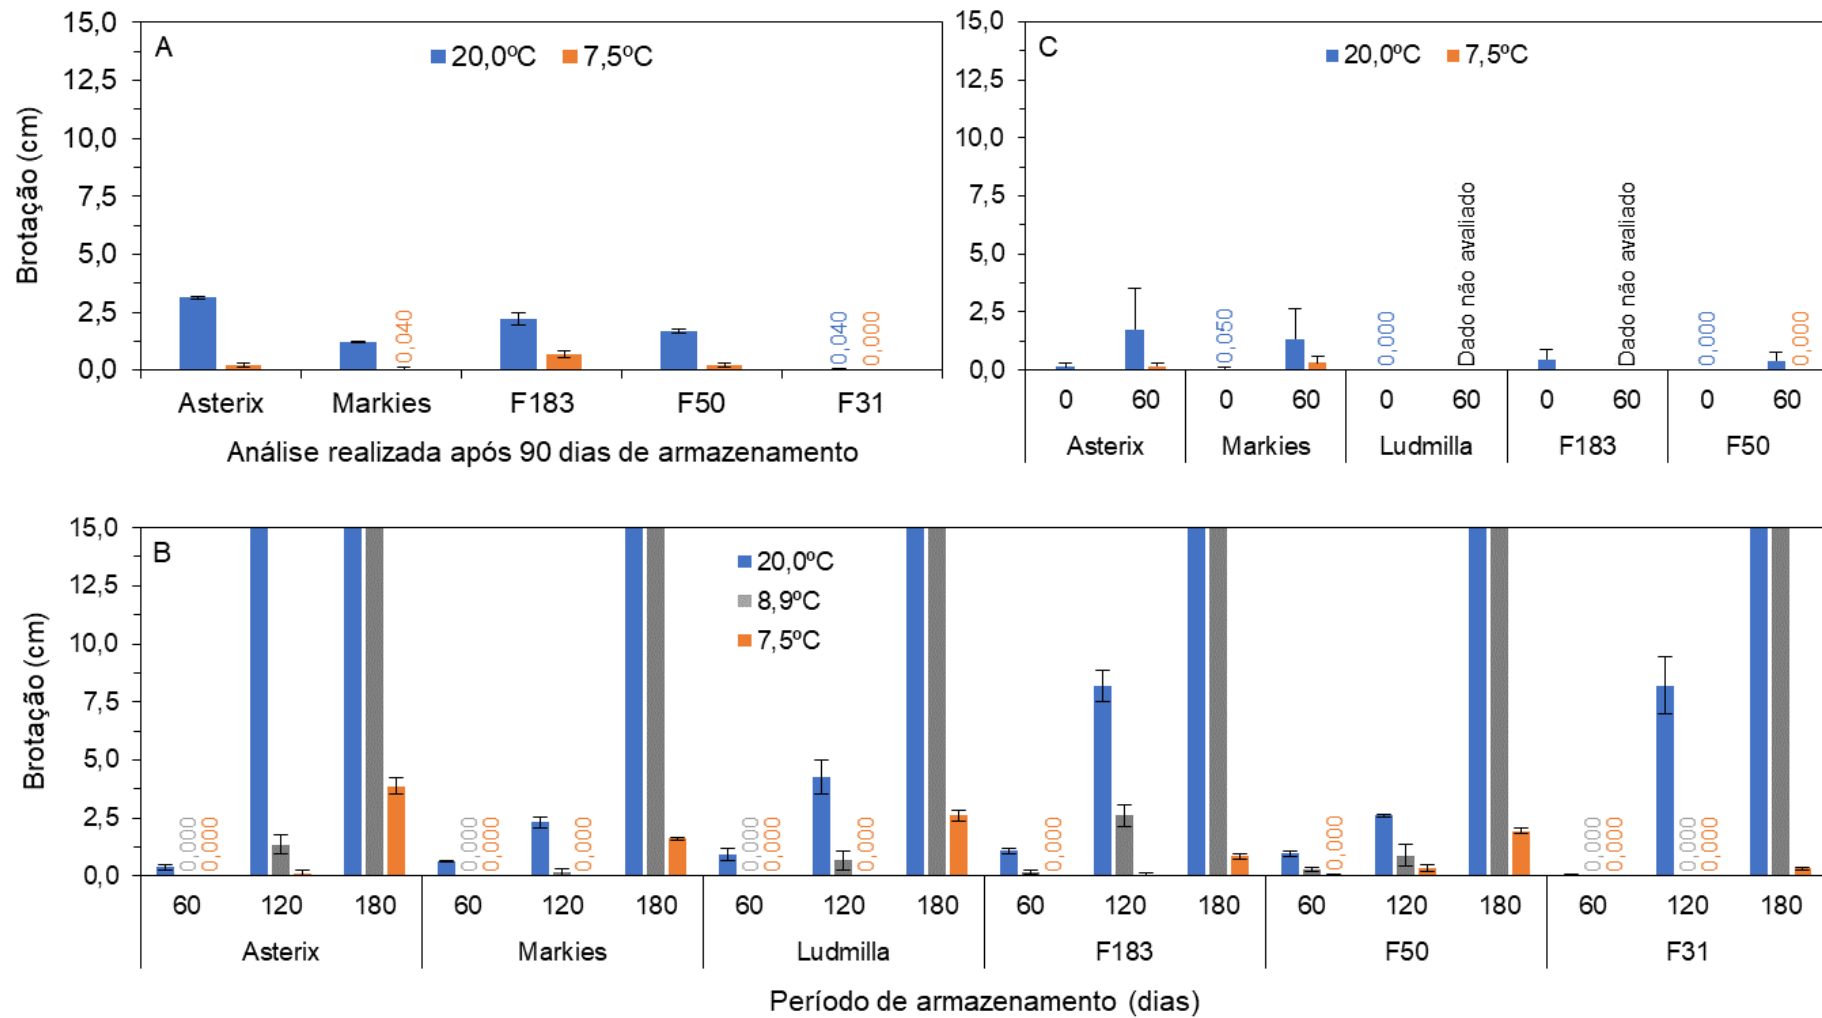 A
20,0ºC 7,5ºC
Brotação (cm)
15,0
12,5
10,0
7,5
5,0
2,5
0,0
0,040
0,040
0,000
Asterix Markies F183 F50 F31
Análise realizada após 90 dias de armazenamento
C
20,0ºC 7,5ºC
15,0
12,5
10,0
7,5
5,0
2,5
0,0
0,050
0,000
Dado não avaliado
Dado não avaliado
0,000
0,000
0 60 0 60 0 60 0 60 0 60
Asterix Markies Ludmilla F183 F50
B
20,0ºC
8,9ºC
7,5ºC
Brotação (cm)
15,0
12,5
10,0
7,5
5,0
2,5
0,0
0,000
0,000
0,000
0,000
0,000
0,000
0,000
0,000
0,000
0,000
0,000
0,000
0,000
0,000
60 120 180 60 120 180 60 120 180 60 120 180 60 120 180 60 120 180
Asterix Markies Ludmilla F183 F50 F31
Período de armazenamento (dias)